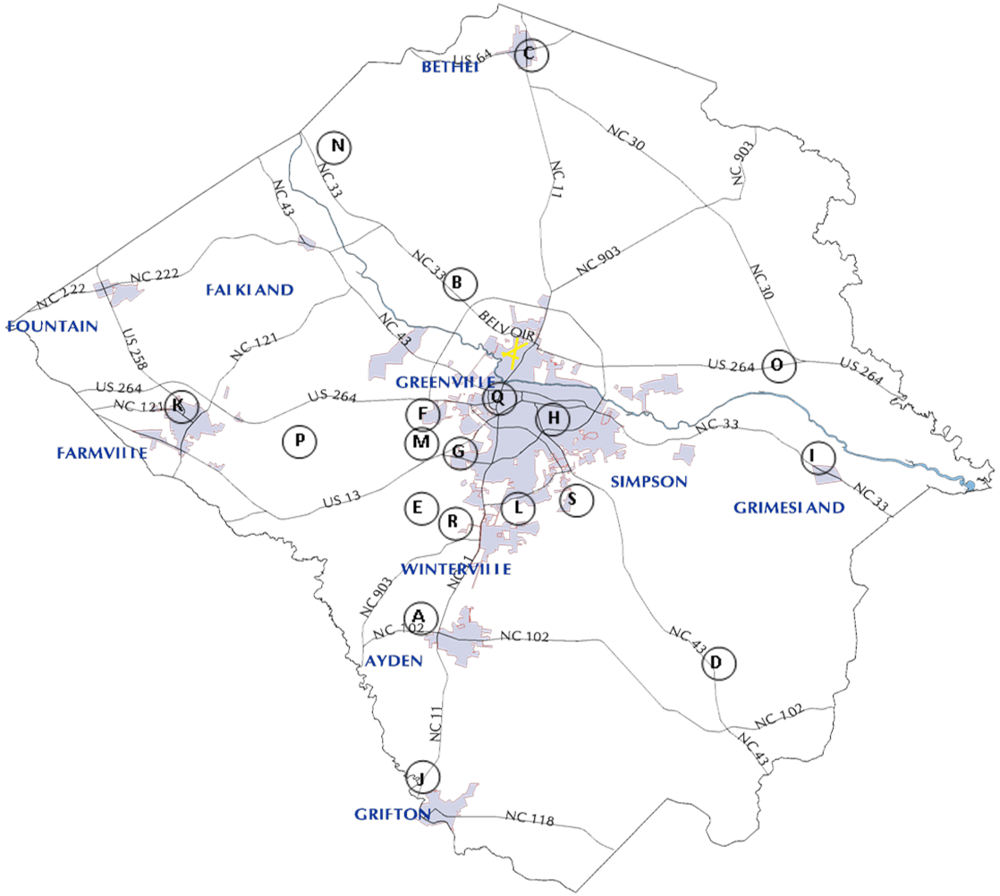 C
US 64
BETHEL
NC 30
N
NC 903
NC 33
NC 11
NC 43
NC 903
NC 33
NC 30
NC 222
B
NC 222
FALKLAND
BELVOIR
FOUNTAIN
NC 43
US 258
NC 121
US 264
O
US 264
GREENVILLE
US 264
US 264
Q
K
NC 121
F
H
NC 33
P
M
G
FARMVILLE
I
SIMPSON
US 13
NC 33
E
L
S
GRIMESLAND
R
WINTERVILLE
NC 11
NC 903
A
NC 102
NC 102
NC 43
AYDEN
D
NC 11
NC 102
NC 43
J
GRIFTON
NC 118